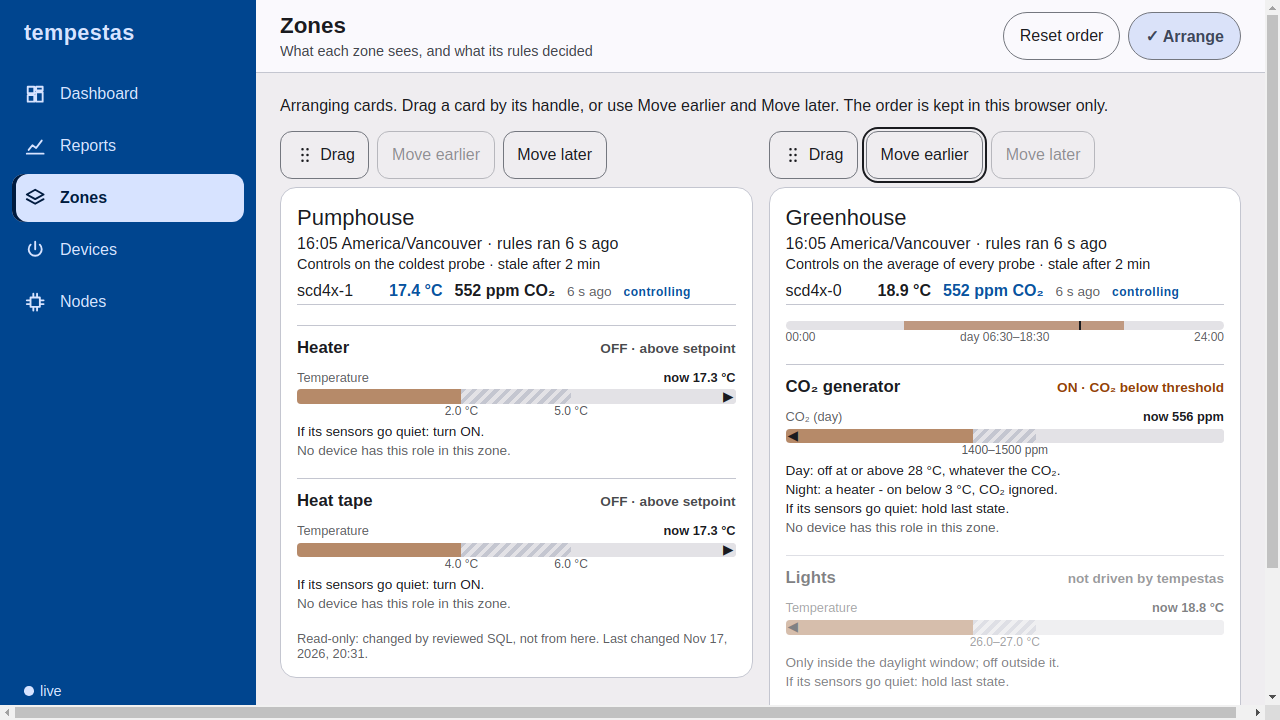 tempestas
Dashboard
Reports
Zones
Devices
Nodes
live
Zones
What each zone sees, and what its rules decided
Reset order
✓ Arrange
Arranging cards. Drag a card by its handle, or use Move earlier and Move later. The order is kept in this browser only.
Drag
Move earlier
Move later
Pumphouse
16:05 America/Vancouver · rules ran 6 s ago
Controls on the coldest probe · stale after 2 min
scd4x-1 17.4 °C 552 ppm CO₂ 6 s ago controlling
Heater OFF · above setpoint
Temperature now 17.3 °C
2.0 °C 5.0 °C
If its sensors go quiet: turn ON.
No device has this role in this zone.
Heat tape OFF · above setpoint
Temperature now 17.3 °C
4.0 °C 6.0 °C
If its sensors go quiet: turn ON.
No device has this role in this zone.
Read-only: changed by reviewed SQL, not from here. Last changed Nov 17,
2026, 20:31.
Drag
Move earlier
Move later
Greenhouse
16:05 America/Vancouver · rules ran 6 s ago
Controls on the average of every probe · stale after 2 min
scd4x-0 18.9 °C 552 ppm CO₂ 6 s ago controlling
00:00 day 06:30–18:30 24:00
CO₂ generator ON · CO₂ below threshold
CO₂ (day) now 556 ppm
1400–1500 ppm
Day: off at or above 28 °C, whatever the CO₂.
Night: a heater - on below 3 °C, CO₂ ignored.
If its sensors go quiet: hold last state.
No device has this role in this zone.
Lights not driven by tempestas
Temperature now 18.8 °C
26.0–27.0 °C
Only inside the daylight window; off outside it.
If its sensors go quiet: hold last state.